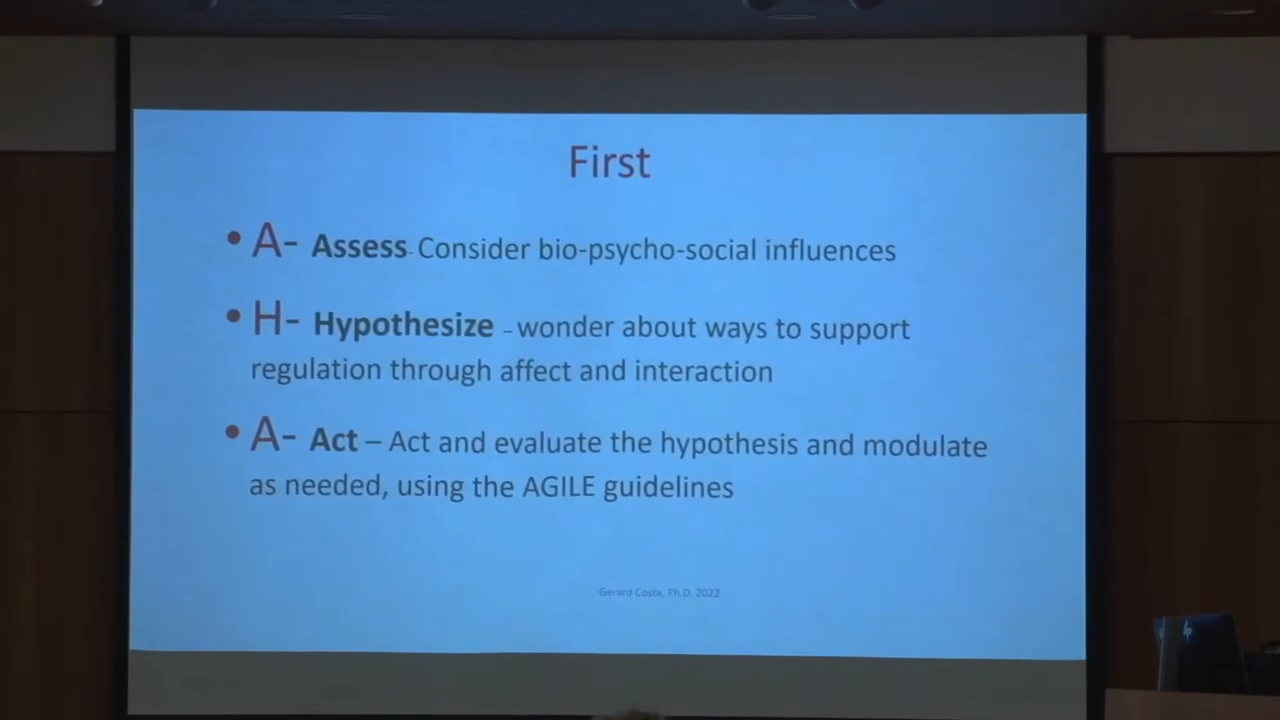 First
• A- Assess- Consider bio-psycho-social influences
• H- Hypothesize – wonder about ways to support
regulation through affect and interaction
• A- Act – Act and evaluate the hypothesis and modulate
as needed, using the AGILE guidelines
Gerard Costa, Ph.D. 2022